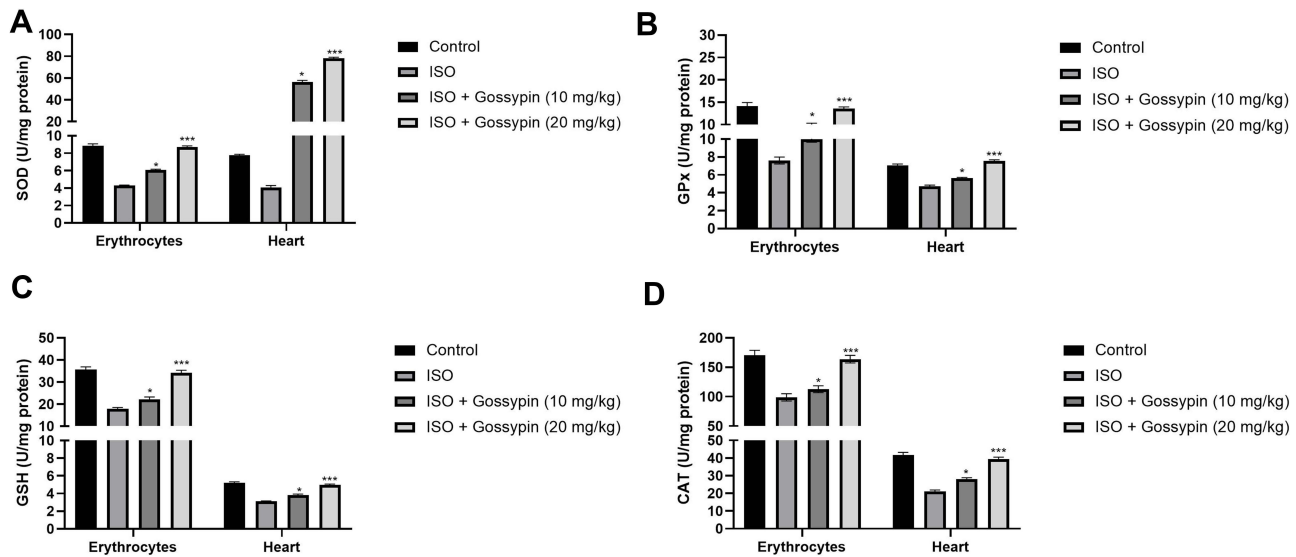 A
SOD (U/mg protein)
100
80
60
40
20
10
8
6
4
2
0
*
***
*
***
Erythrocytes
Heart
Control
ISO
ISO + Gossypin (10 mg/kg)
ISO + Gossypin (20 mg/kg)
B
GPx (U/mg protein)
30
25
20
15
10
10
8
6
4
2
0
*
***
*
***
Erythrocytes
Heart
Control
ISO
ISO + Gossypin (10 mg/kg)
ISO + Gossypin (20 mg/kg)
C
GSH (U/mg protein)
50
40
30
20
10
8
6
4
2
0
*
***
*
***
Erythrocytes
Heart
Control
ISO
ISO + Gossypin (10 mg/kg)
ISO + Gossypin (20 mg/kg)
D
CAT (U/mg protein)
200
150
100
50
50
40
30
20
10
0
*
***
*
***
Erythrocytes
Heart
Control
ISO
ISO + Gossypin (10 mg/kg)
ISO + Gossypin (20 mg/kg)